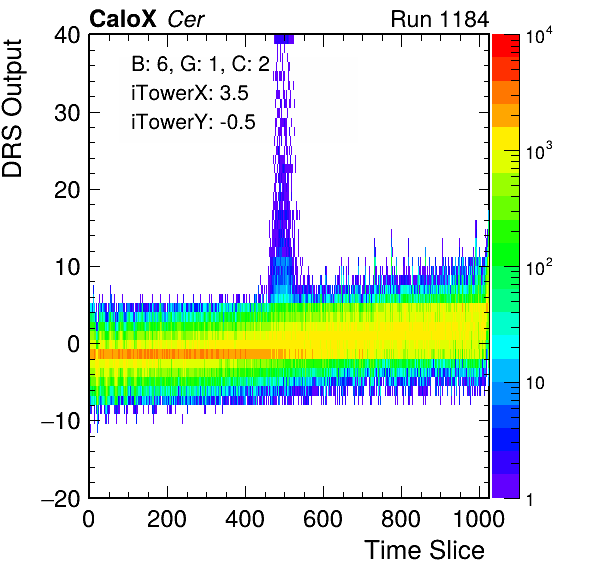 CaloX Cer Run 1184
DRS Output
B: 6, G: 1, C: 2
iTowerX: 3.5
iTowerY: -0.5
40
30
20
10
0
−10
−20
0 200 400 600 800 1000
Time Slice
10^4
10^3
10^2
10
1